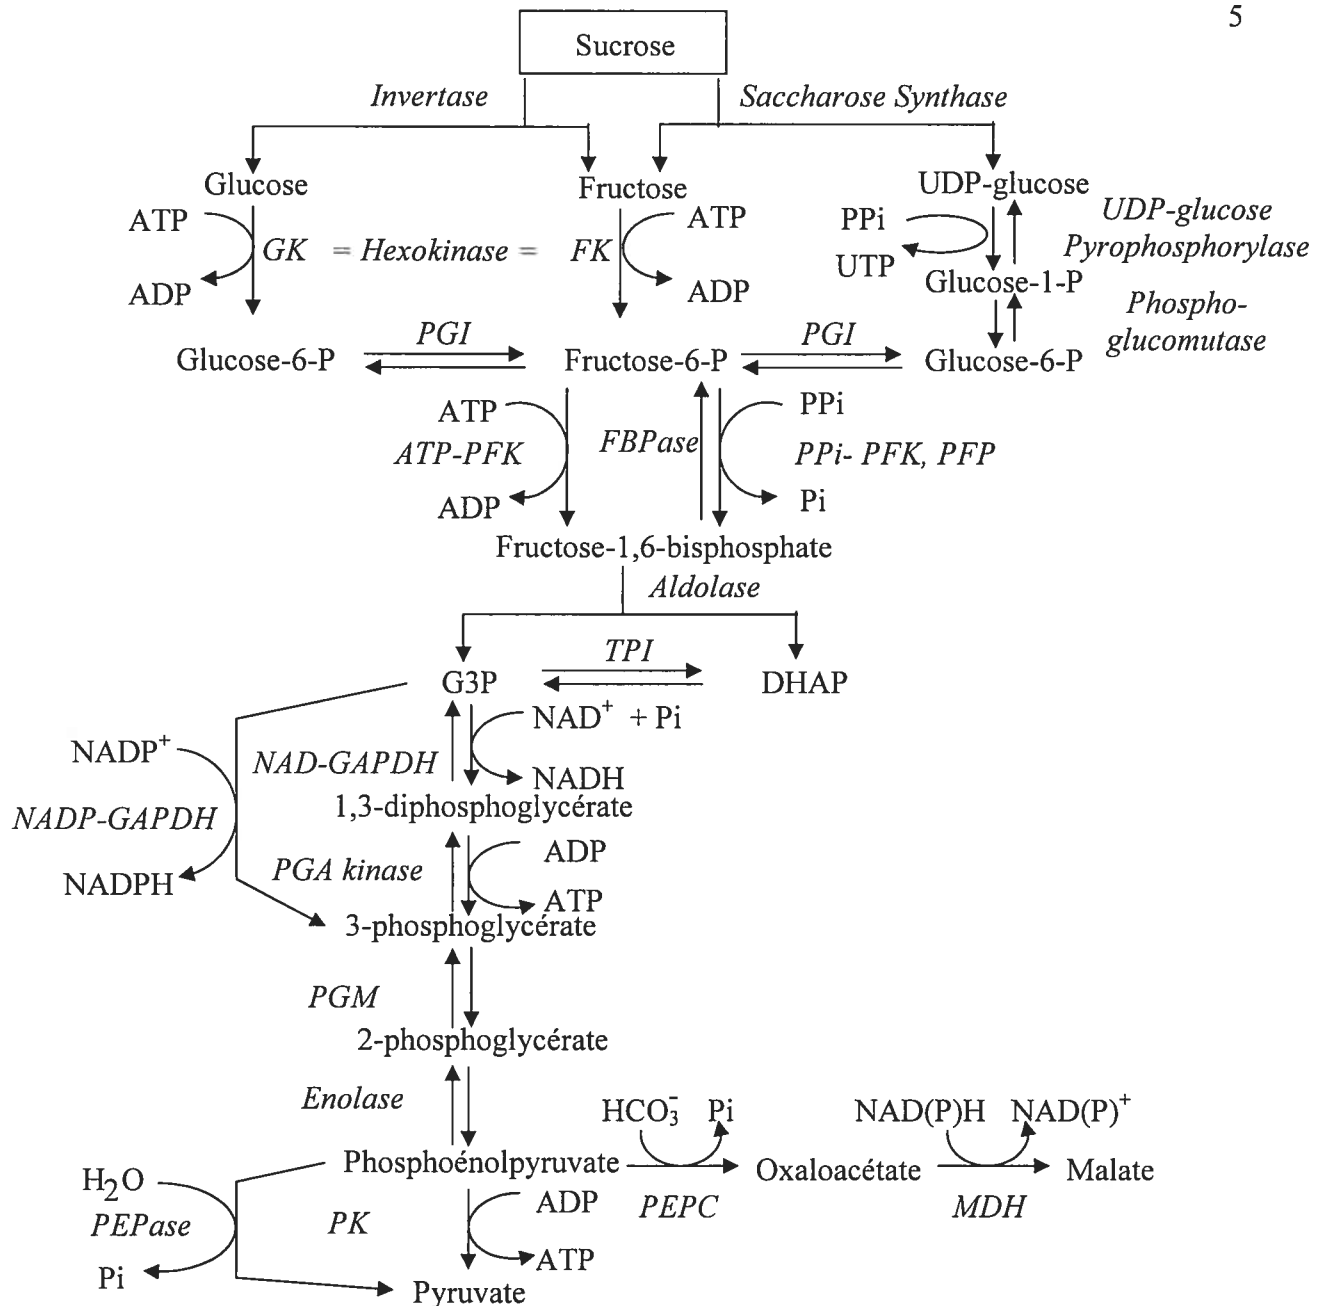 5
Sucrose
Invertase
Saccharose Synthase
Glucose
Fructose
UDP-glucose
ATP
ATP
PPi
UDP-glucose
Pyrophosphorylase
GK = Hexokinase = FK
UTP
ADP
ADP
Glucose-1-P
Phospho-
glucomutase
PGI
PGI
Glucose-6-P
Fructose-6-P
Glucose-6-P
ATP
PPi
ATP-PFK
FBPase
PPi- PFK, PFP
ADP
Pi
Fructose-1,6-bisphosphate
Aldolase
TPI
G3P
DHAP
NAD⁺ + Pi
NADP⁺
NAD-GAPDH
NADH
1,3-diphosphoglycérate
NADP-GAPDH
ADP
PGA kinase
NADPH
ATP
3-phosphoglycérate
PGM
2-phosphoglycérate
Enolase
HCO₃⁻ Pi
NAD(P)H NAD(P)⁺
Phosphoénolpyruvate
Oxaloacétate
Malate
H₂O
ADP
PEPC
MDH
PEPase
PK
ATP
Pi
Pyruvate